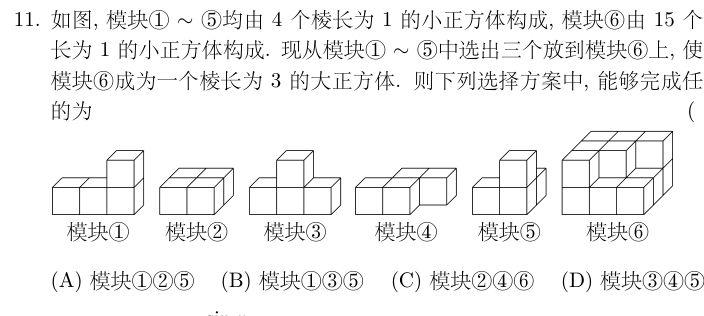 11. 如图, 模块① ~ ⑤均由 4 个棱长为 1 的小正方体构成, 模块⑥由 15 个
长为 1 的小正方体构成. 现从模块① ~ ⑤中选出三个放到模块⑥上, 使
模块⑥成为一个棱长为 3 的大正方体. 则下列选择方案中, 能够完成任
的为 (
模块① 模块② 模块③ 模块④ 模块⑤ 模块⑥
(A) 模块①②⑤ (B) 模块①③⑤ (C) 模块②④⑥ (D) 模块③④⑤